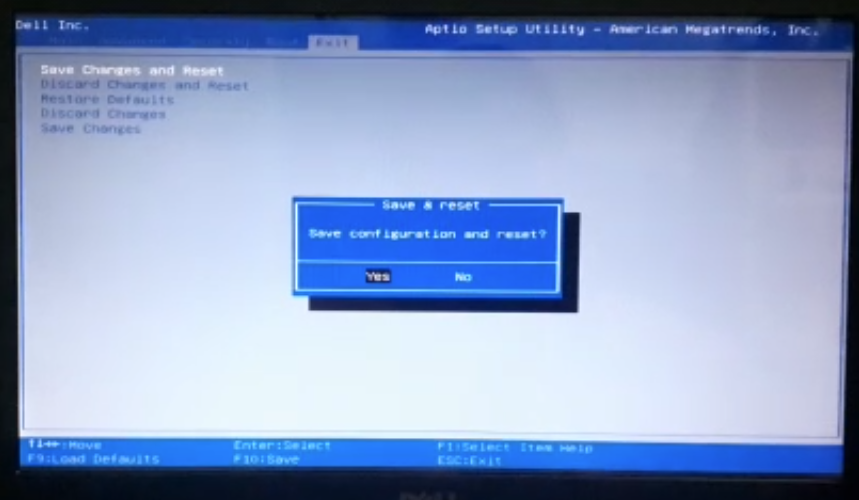 Dell Inc.
Aptio Setup Utility - American Megatrends, Inc.
Security Boot Exit
Save Changes and Reset
Discard Changes and Reset
Restore Defaults
Discard Changes
Save Changes
Save & reset
Save configuration and reset?
Yes No
↑↓↔:Move Enter:Select F1:Select Item Help
F9:Load Defaults F10:Save ESC:Exit